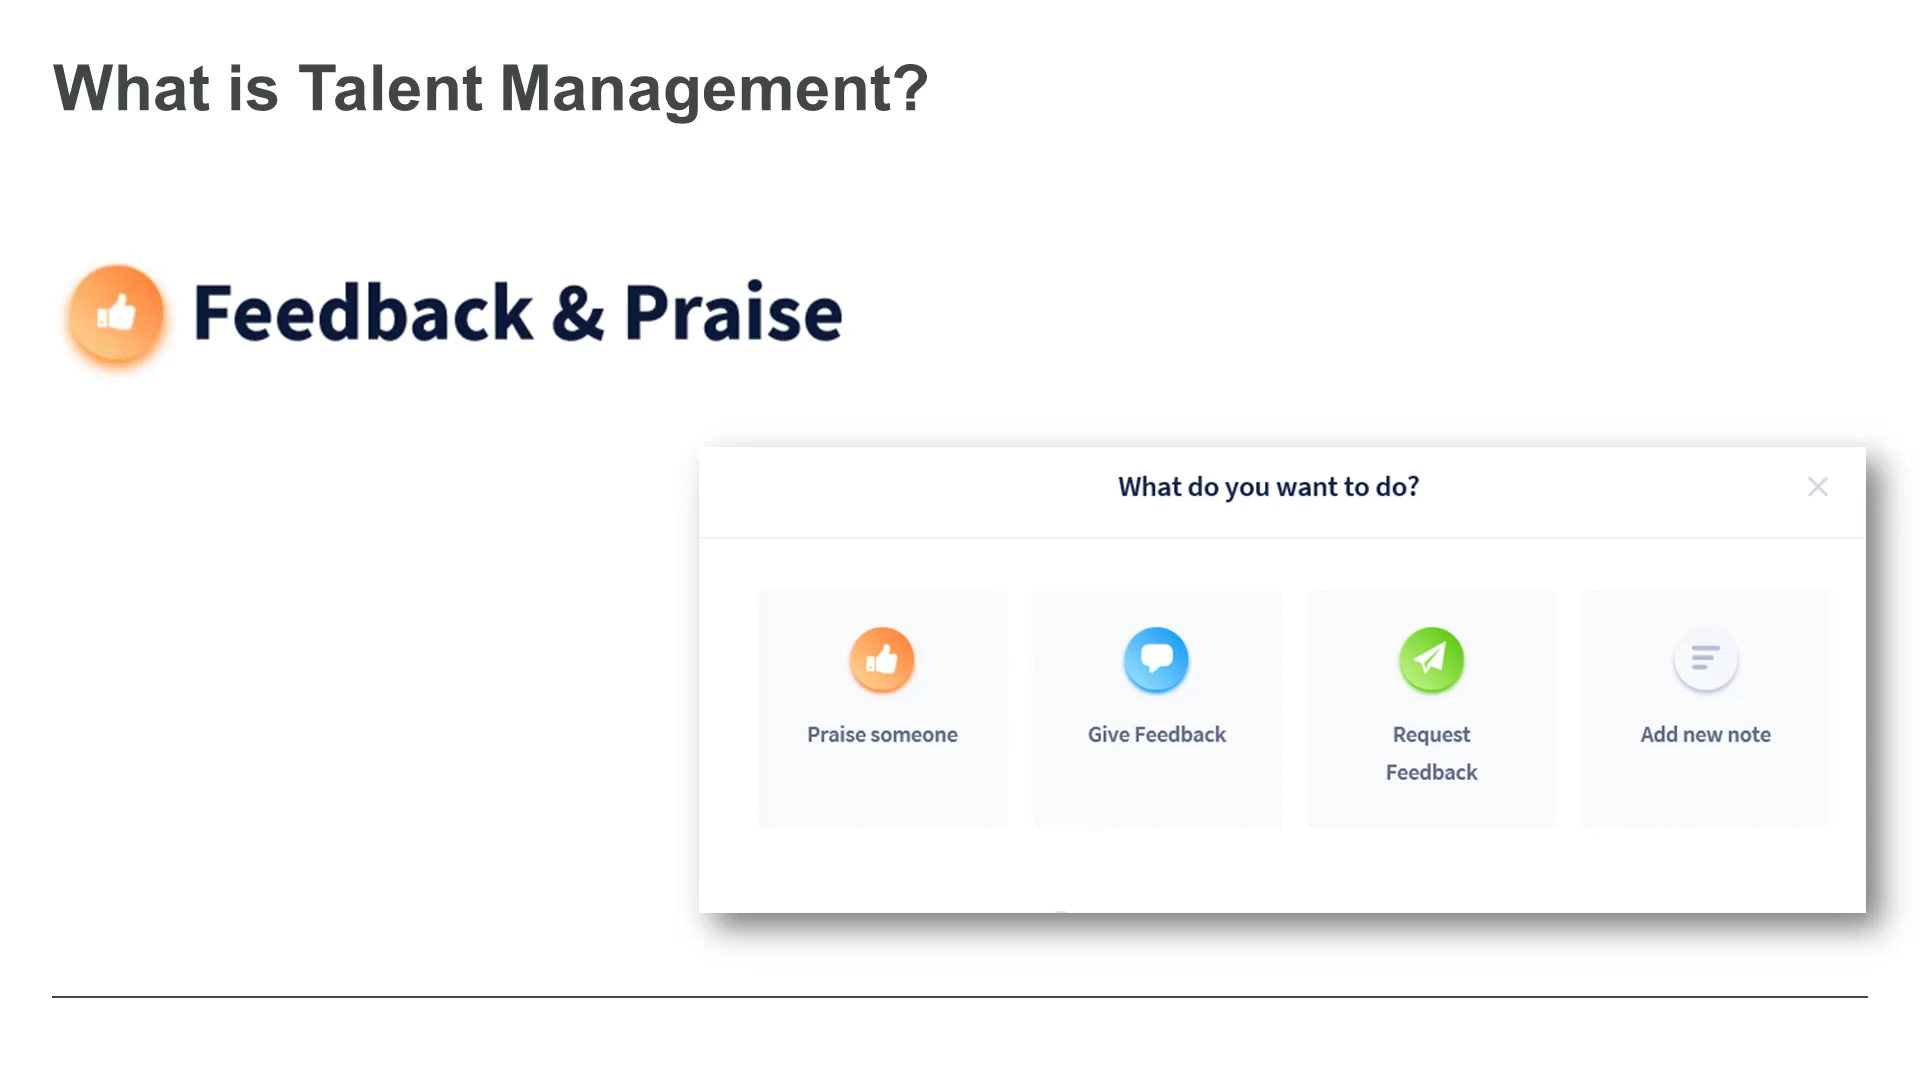 What is Talent Management?
Feedback & Praise
What do you want to do?
Praise someone
Give Feedback
Request
Feedback
Add new note